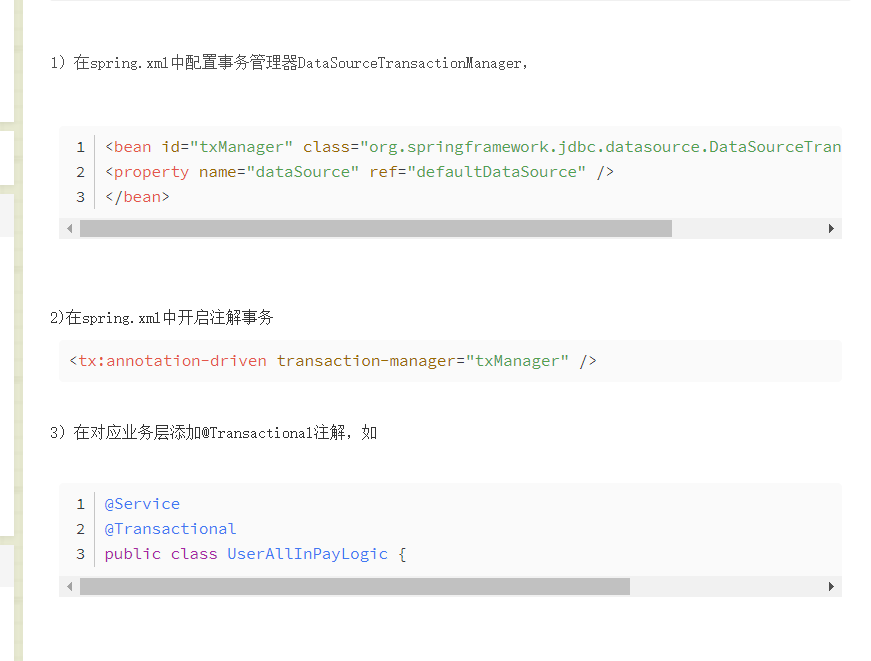 1) 在spring.xml中配置事务管理器DataSourceTransactionManager,
1 <bean id="txManager" class="org.springframework.jdbc.datasource.DataSourceTran
2 <property name="dataSource" ref="defaultDataSource" />
3 </bean>
2)在spring.xml中开启注解事务
<tx:annotation-driven transaction-manager="txManager" />
3) 在对应业务层添加@Transactional注解，如
1 @Service
2 @Transactional
3 public class UserAllInPayLogic {